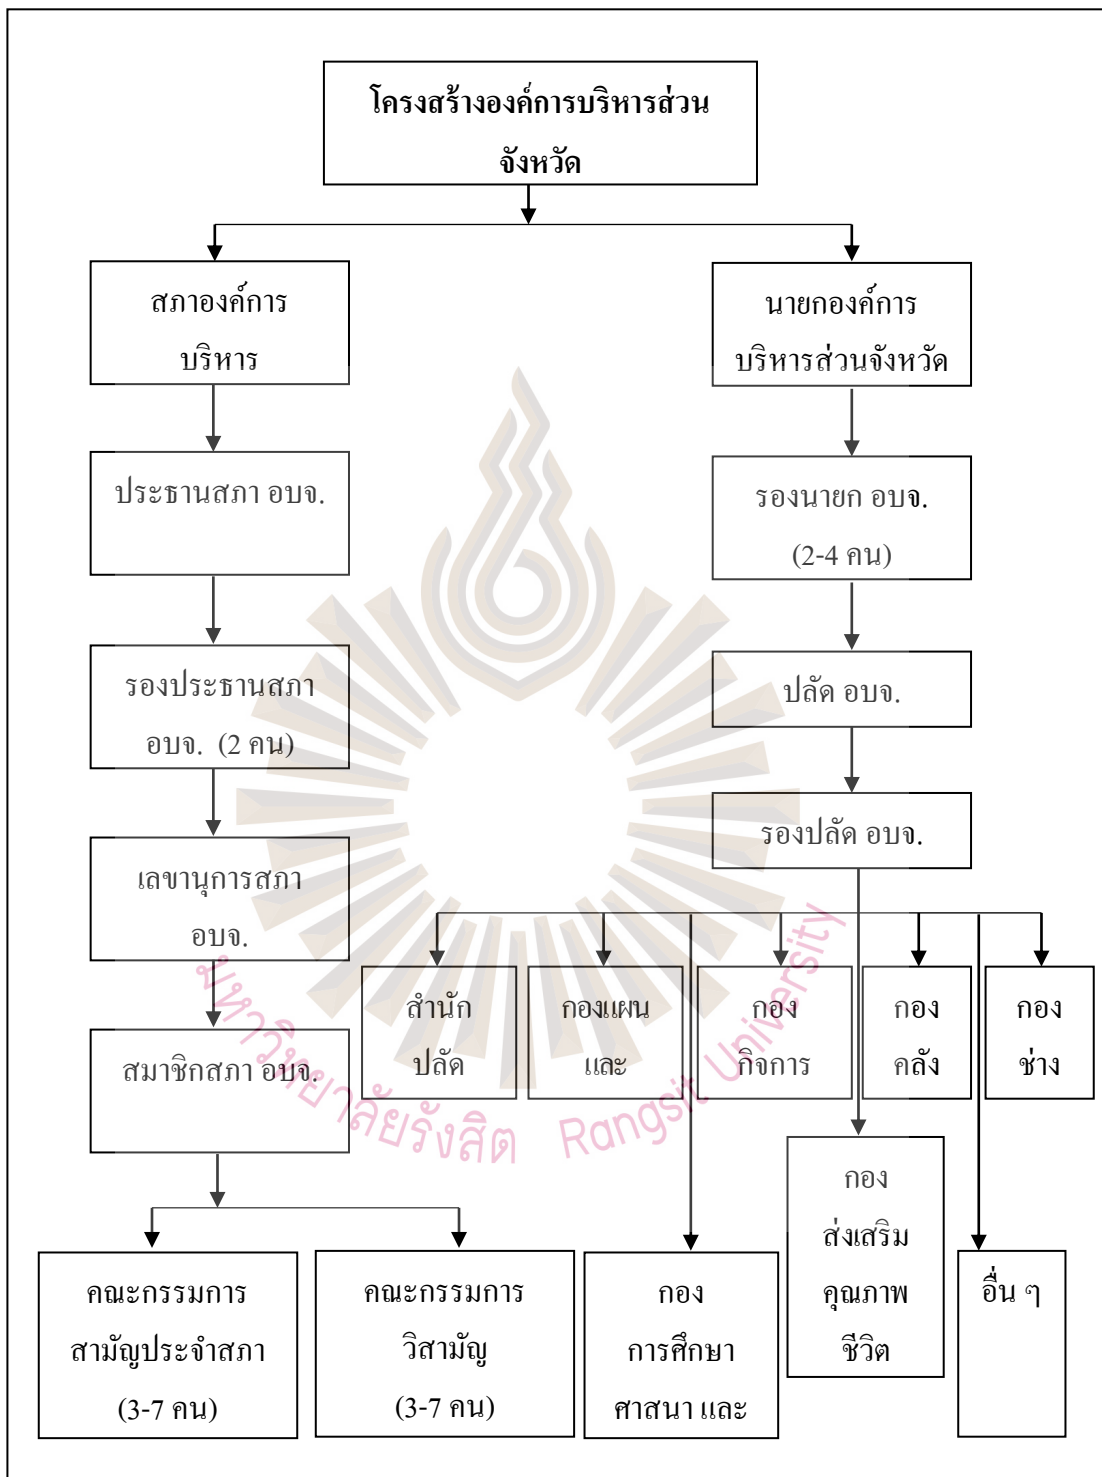 โครงสร้างองค์การบริหารส่วน
จังหวัด
สภาองค์การ
บริหาร
นายกองค์การ
บริหารส่วนจังหวัด
ประธานสภา อบจ.
รองนายก อบจ.
(2-4 คน)
รองประธานสภา
อบจ. (2 คน)
ปลัด อบจ.
รองปลัด อบจ.
เลขานุการสภา
อบจ.
สมาชิกสภา อบจ.
สำนัก
ปลัด
กองแผน
และ
กอง
กิจการ
กอง
คลัง
กอง
ช่าง
คณะกรรมการ
สามัญประจำสภา
(3-7 คน)
คณะกรรมการ
วิสามัญ
(3-7 คน)
กอง
การศึกษา
ศาสนา และ
กอง
ส่งเสริม
คุณภาพ
ชีวิต
อื่น ๆ
มหาวิทยาลัยรังสิต Rangsit University